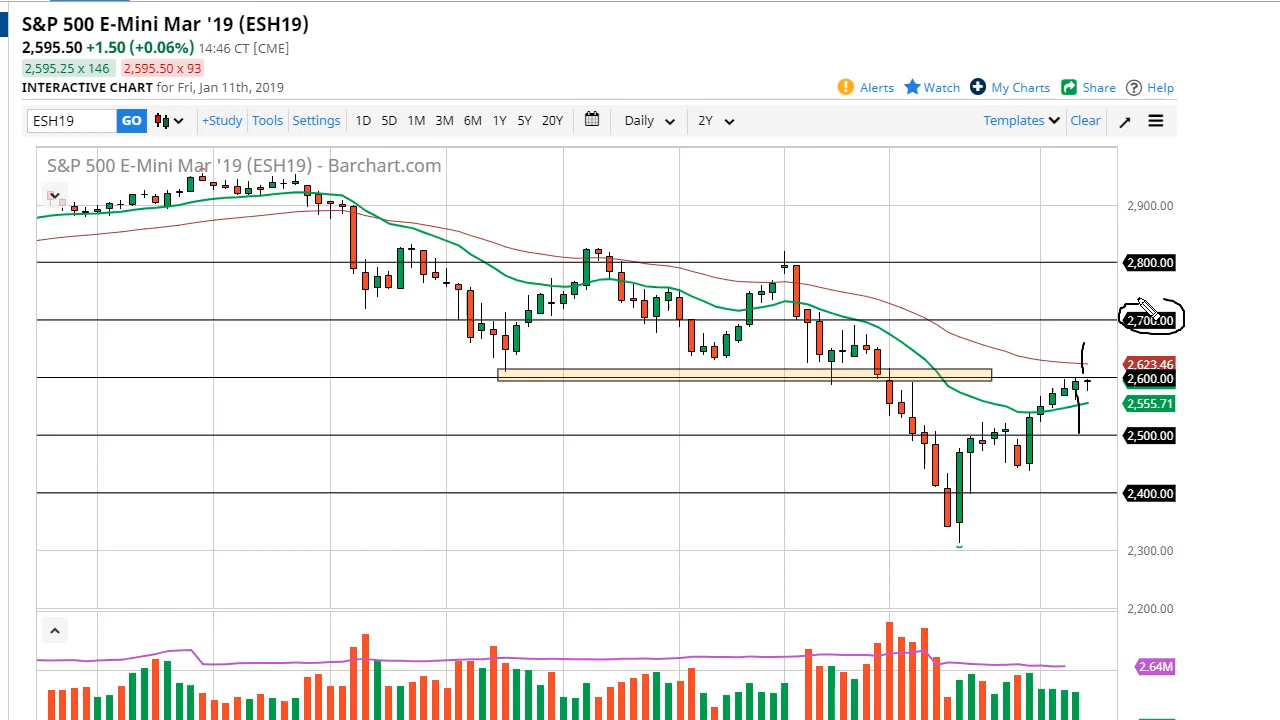 S&P 500 E-Mini Mar '19 (ESH19)
2,595.50 +1.50 (+0.06%) 14:46 CT [CME]
2,595.25 x 146 2,595.50 x 93
INTERACTIVE CHART for Fri, Jan 11th, 2019
Alerts Watch My Charts Share Help
ESH19 GO +Study Tools Settings 1D 5D 1M 3M 6M 1Y 5Y 20Y Daily 2Y Templates Clear
S&P 500 E-Mini Mar '19 (ESH19) - Barchart.com
2,900.00
2,800.00
2,700.00
2,623.46
2,600.00
2,555.71
2,500.00
2,400.00
2,300.00
2,200.00
2.64M